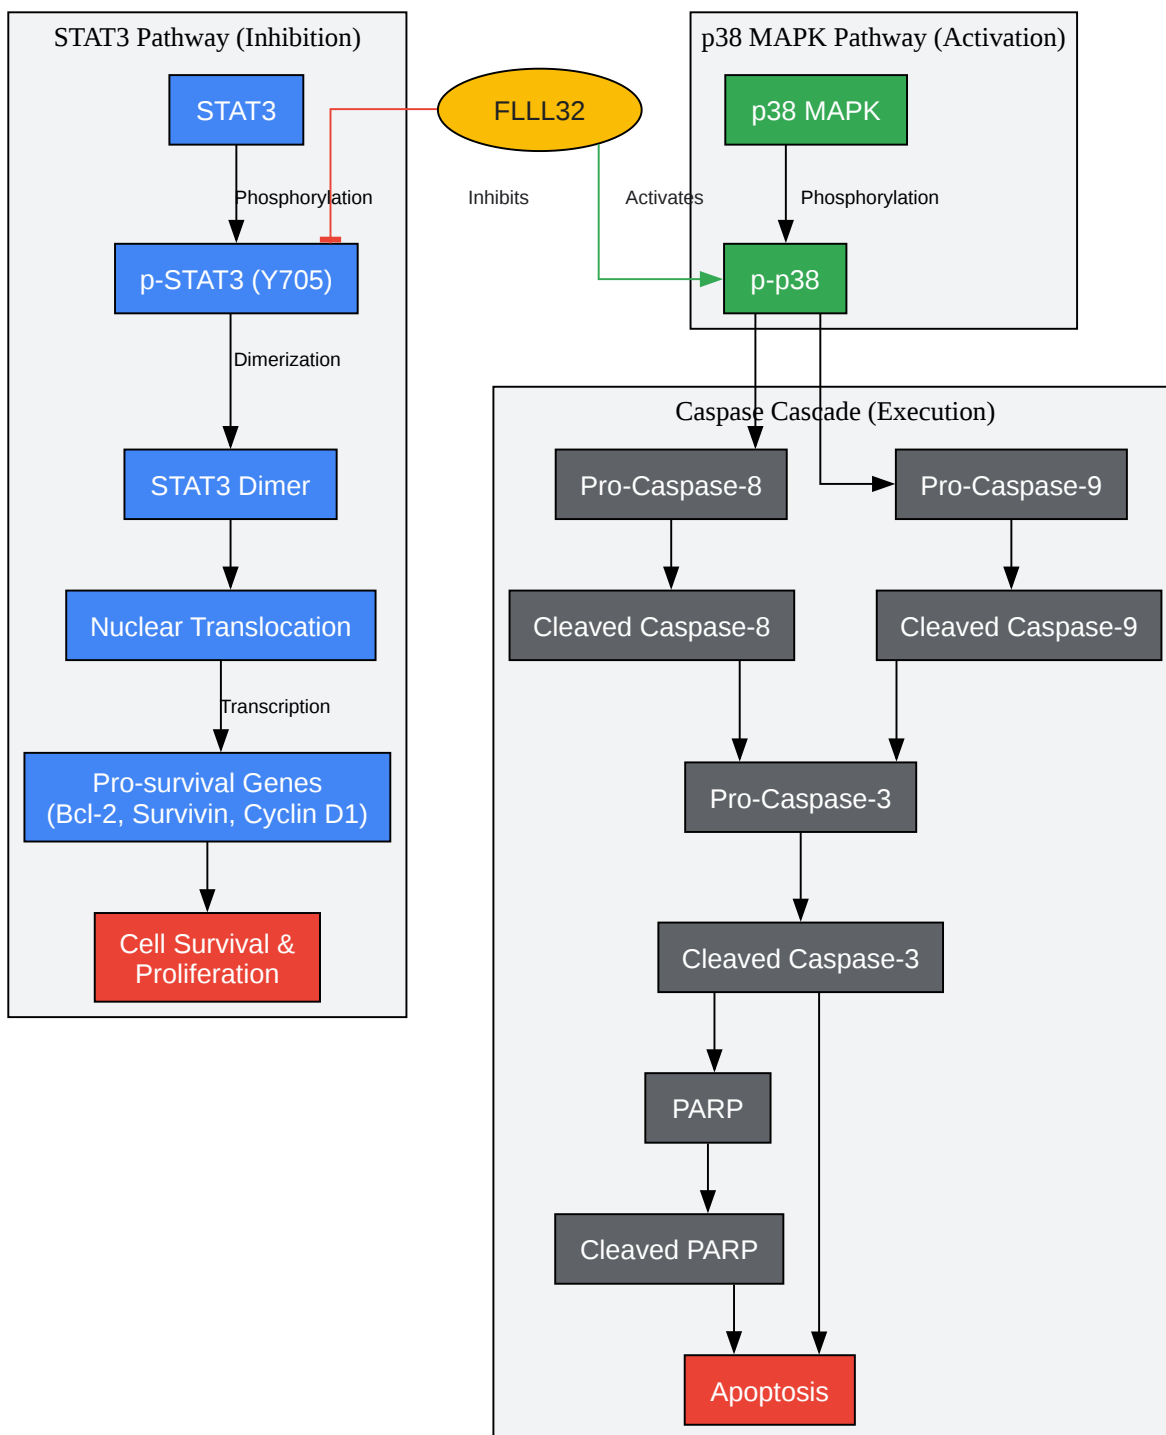 STAT3 Pathway (Inhibition)
STAT3
Phosphorylation
p-STAT3 (Y705)
Dimerization
STAT3 Dimer
Nuclear Translocation
Transcription
Pro-survival Genes
(Bcl-2, Survivin, Cyclin D1)
Cell Survival &
Proliferation
FLLL32
Inhibits
Activates
p38 MAPK Pathway (Activation)
p38 MAPK
Phosphorylation
p-p38
Caspase Cascade (Execution)
Pro-Caspase-8
Pro-Caspase-9
Cleaved Caspase-8
Cleaved Caspase-9
Pro-Caspase-3
Cleaved Caspase-3
PARP
Cleaved PARP
Apoptosis